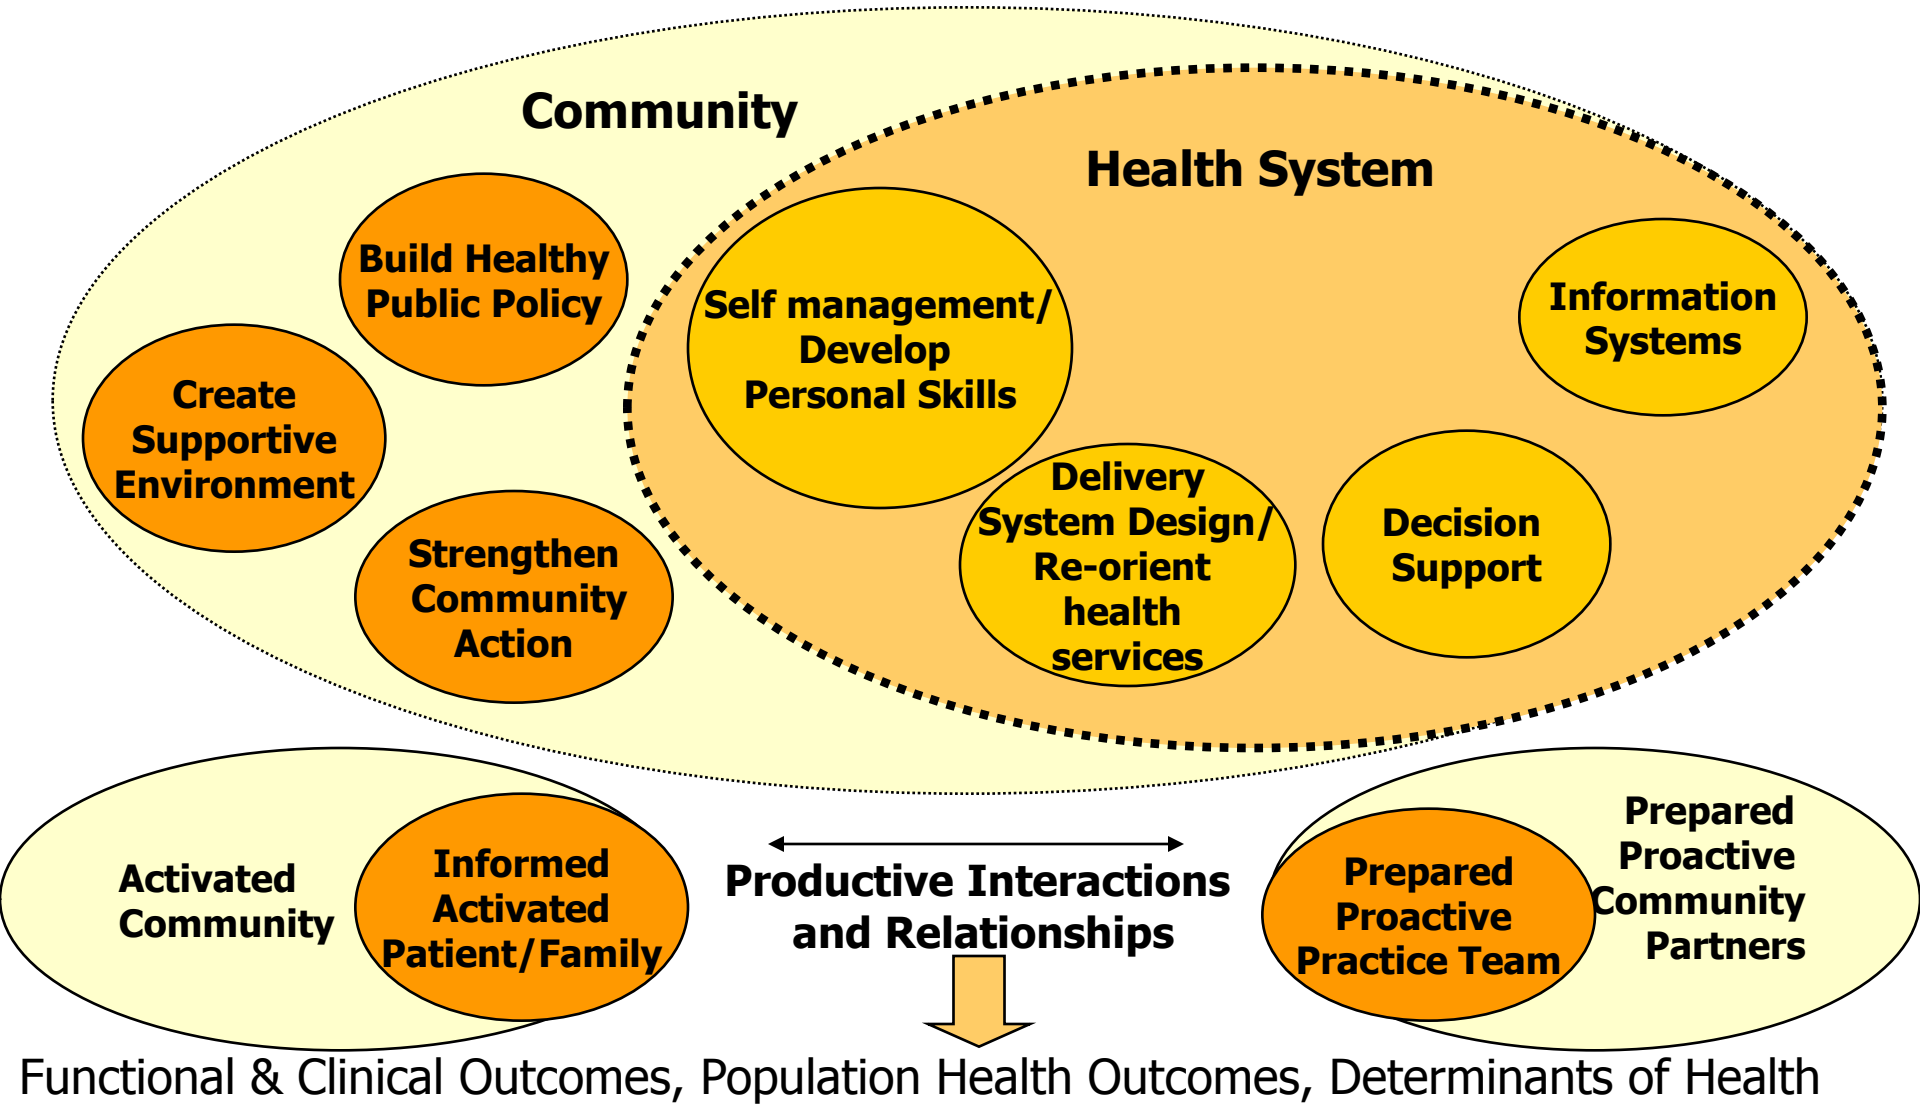 Community
Health System
Build Healthy
Public Policy
Self management/
Develop
Personal Skills
Information
Systems
Create
Supportive
Environment
Delivery
System Design/
Re-orient
health
services
Decision
Support
Strengthen
Community
Action
Activated
Community
Informed
Activated
Patient/Family
Productive Interactions
and Relationships
Prepared
Proactive
Practice Team
Prepared
Proactive
Community
Partners
Functional & Clinical Outcomes, Population Health Outcomes, Determinants of Health